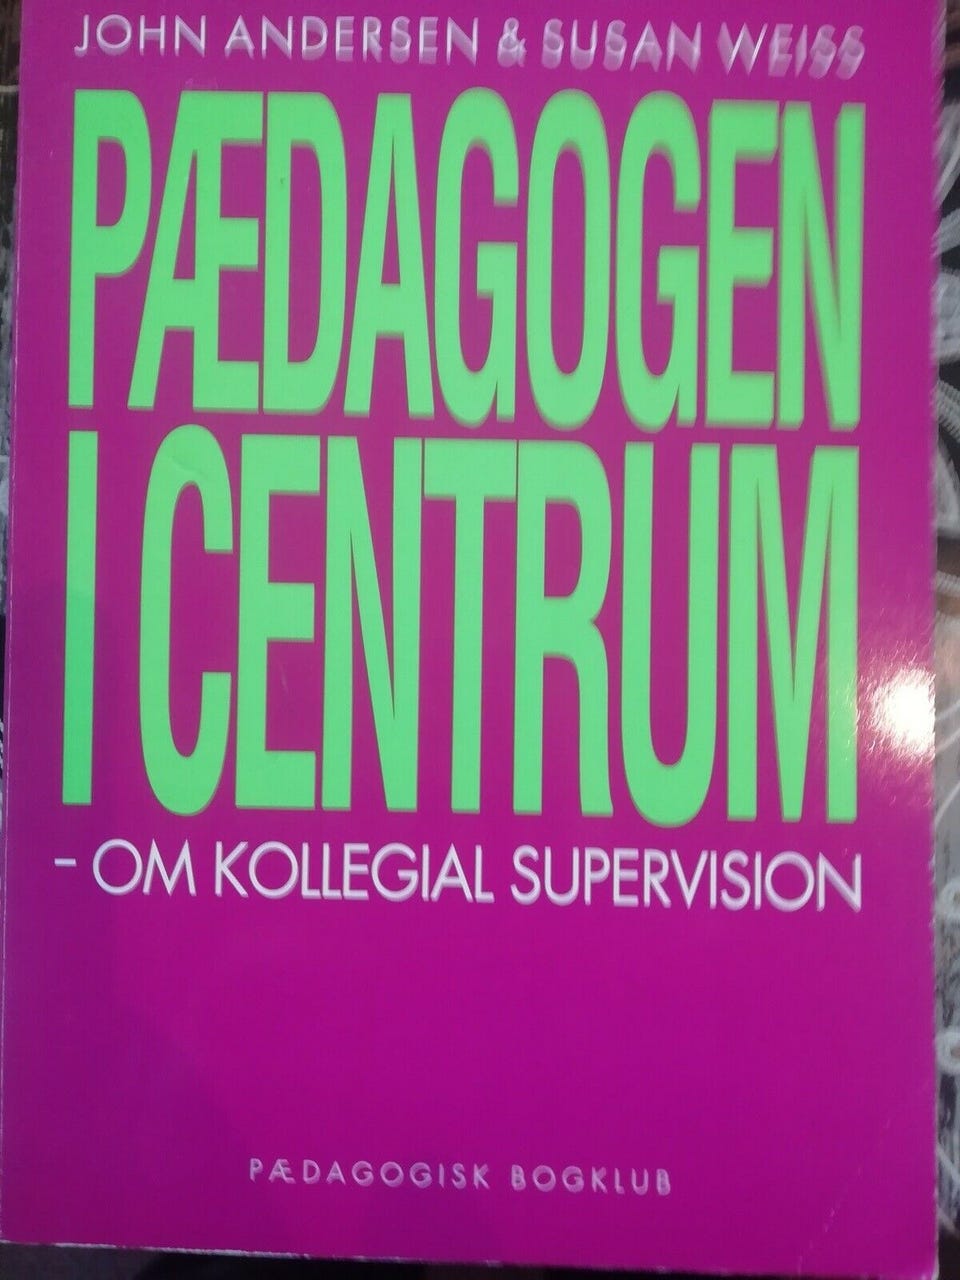 JOHN ANDERSEN & SUSAN WEISS
PÆDAGOGEN
I CENTRUM
– OM KOLLEGIAL SUPERVISION
PÆDAGOGISK BOGKLUB